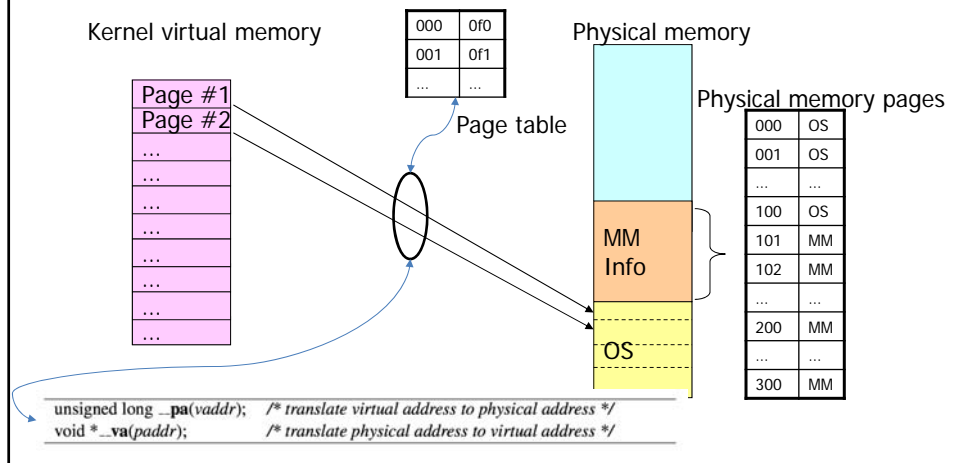 Kernel virtual memory
000 0f0
001 0f1
... ...
Page table
Physical memory
Physical memory pages
Page #1
Page #2
...
...
...
...
...
...
...
...
MM
Info
OS
000 OS
001 OS
... ...
100 OS
101 MM
102 MM
... ...
200 MM
... ...
300 MM
unsigned long __pa(vaddr); /* translate virtual address to physical address */
void *__va(paddr); /* translate physical address to virtual address */